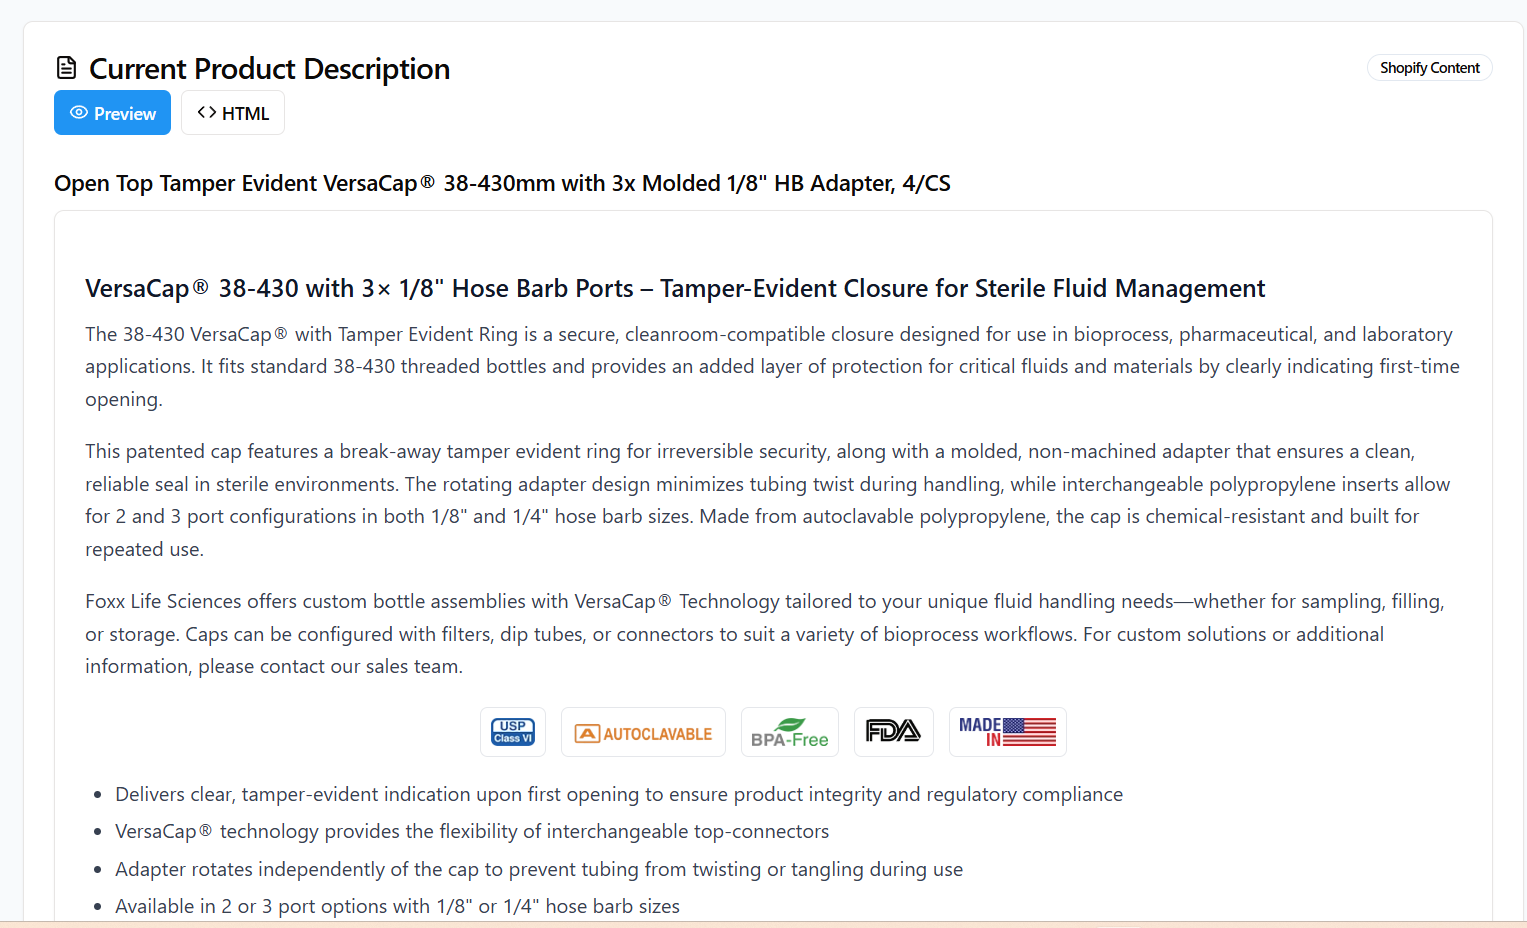 Current Product Description
Shopify Content
Preview
<> HTML
Open Top Tamper Evident VersaCap® 38-430mm with 3x Molded 1/8" HB Adapter, 4/CS
VersaCap® 38-430 with 3× 1/8" Hose Barb Ports – Tamper-Evident Closure for Sterile Fluid Management
The 38-430 VersaCap® with Tamper Evident Ring is a secure, cleanroom-compatible closure designed for use in bioprocess, pharmaceutical, and laboratory
applications. It fits standard 38-430 threaded bottles and provides an added layer of protection for critical fluids and materials by clearly indicating first-time
opening.
This patented cap features a break-away tamper evident ring for irreversible security, along with a molded, non-machined adapter that ensures a clean,
reliable seal in sterile environments. The rotating adapter design minimizes tubing twist during handling, while interchangeable polypropylene inserts allow
for 2 and 3 port configurations in both 1/8" and 1/4" hose barb sizes. Made from autoclavable polypropylene, the cap is chemical-resistant and built for
repeated use.
Foxx Life Sciences offers custom bottle assemblies with VersaCap® Technology tailored to your unique fluid handling needs—whether for sampling, filling,
or storage. Caps can be configured with filters, dip tubes, or connectors to suit a variety of bioprocess workflows. For custom solutions or additional
information, please contact our sales team.
USP
Class VI
A AUTOCLAVABLE
BPA-Free
FDA
MADE
IN
• Delivers clear, tamper-evident indication upon first opening to ensure product integrity and regulatory compliance
• VersaCap® technology provides the flexibility of interchangeable top-connectors
• Adapter rotates independently of the cap to prevent tubing from twisting or tangling during use
• Available in 2 or 3 port options with 1/8" or 1/4" hose barb sizes